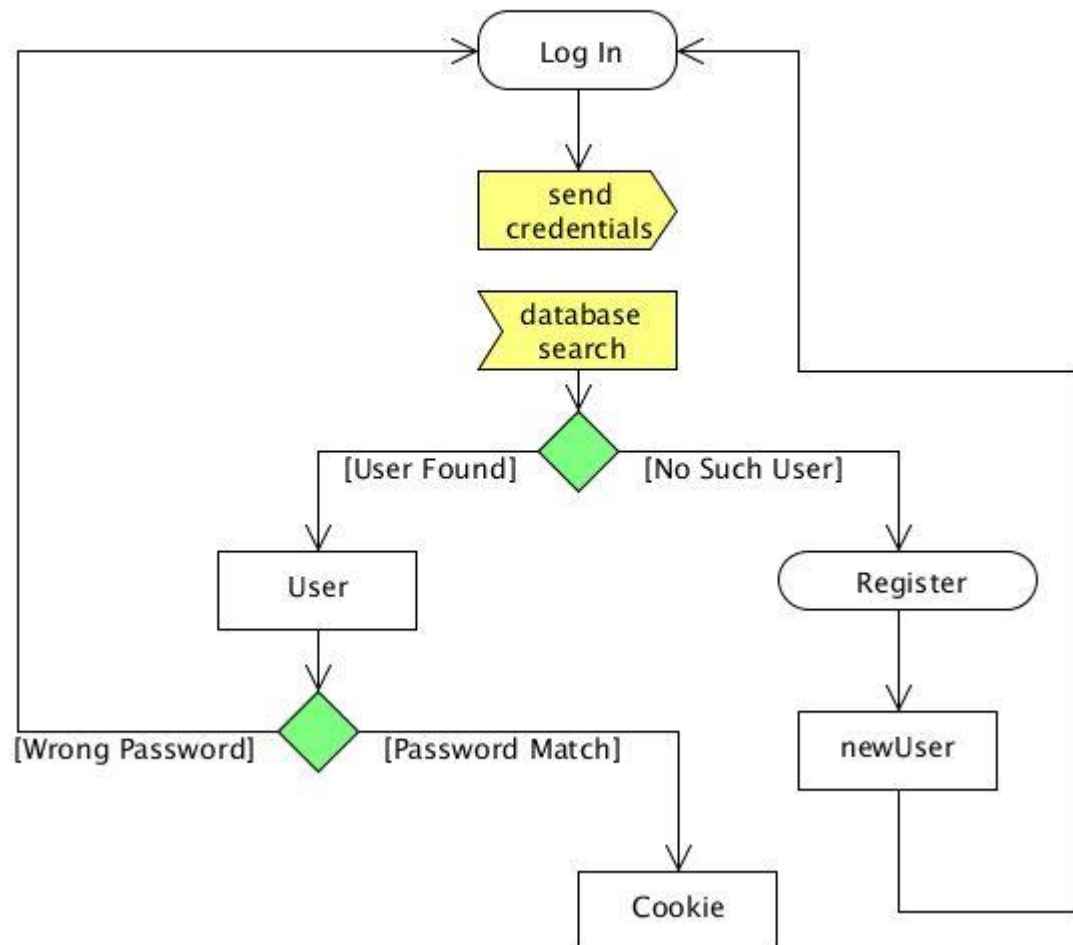 Log In
send
credentials
database
search
[User Found]
[No Such User]
User
Register
[Wrong Password]
[Password Match]
newUser
Cookie